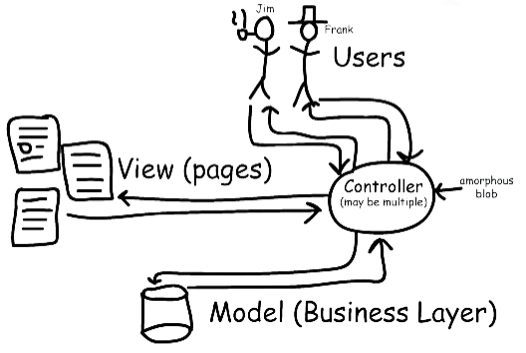 Jim
Frank
Users
View (pages)
Controller
(may be multiple)
amorphous
blob
Model (Business Layer)